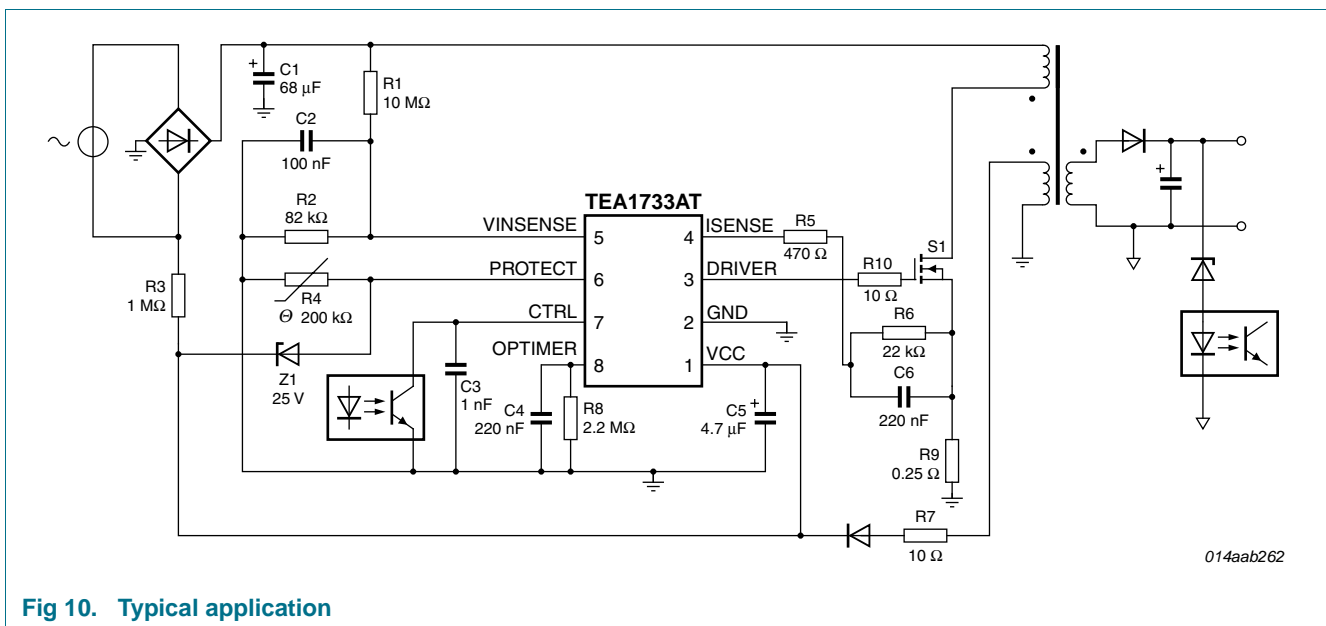 C1
68 μF
R1
10 MΩ
C2
100 nF
R2
82 kΩ
R3
1 MΩ
R4
Θ 200 kΩ
Z1
25 V
TEA1733AT
VINSENSE
5
4
ISENSE
PROTECT
6
3
DRIVER
CTRL
7
2
GND
OPTIMER
8
1
VCC
R5
470 Ω
R10
10 Ω
S1
R6
22 kΩ
C6
220 nF
C3
1 nF
C4
220 nF
R8
2.2 MΩ
+
C5
4.7 μF
R9
0.25 Ω
R7
10 Ω
014aab262
Fig 10. Typical application